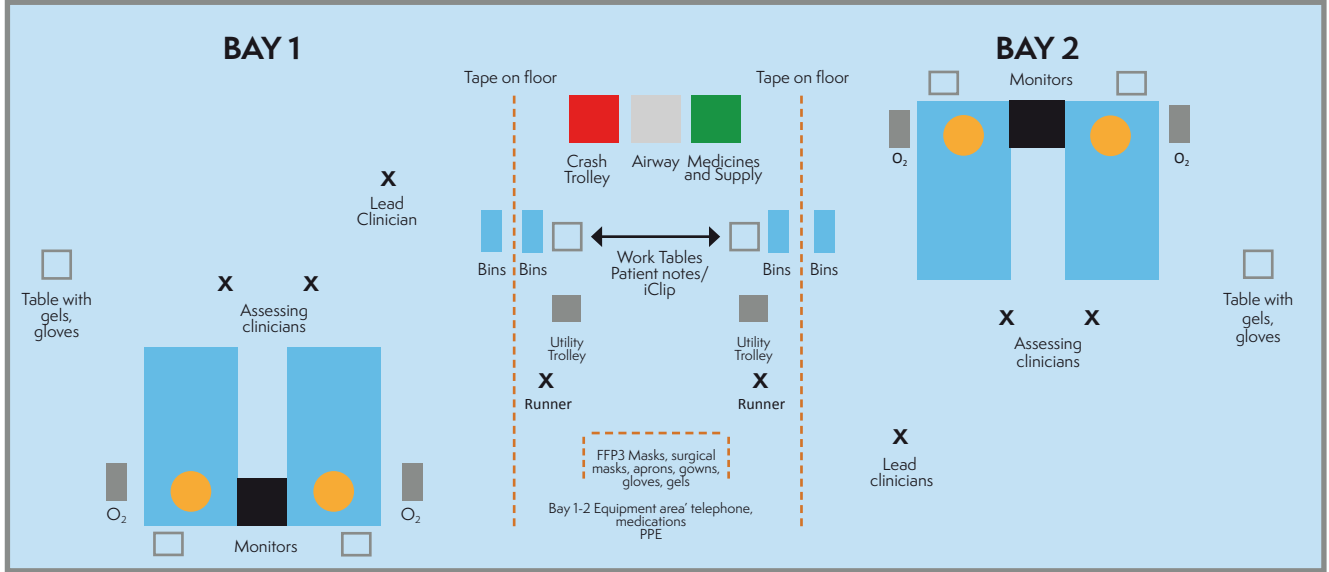 BAY 1
BAY 2
Tape on floor
Tape on floor
Monitors
Crash
Trolley
Airway
Medicines
and Supply
O₂
O₂
X
Lead
Clinician
Bins
Bins
Work Tables
Patient notes/
iClip
Bins
Bins
Table with
gels,
gloves
X
X
Assessing
clinicians
Table with
gels,
gloves
X
X
Assessing
clinicians
Utility
Trolley
Utility
Trolley
X
Runner
X
Runner
X
Lead
clinicians
FFP3 Masks, surgical
masks, aprons, gowns,
gloves, gels
Bay 1-2 Equipment area' telephone,
medications
PPE
O₂
O₂
Monitors